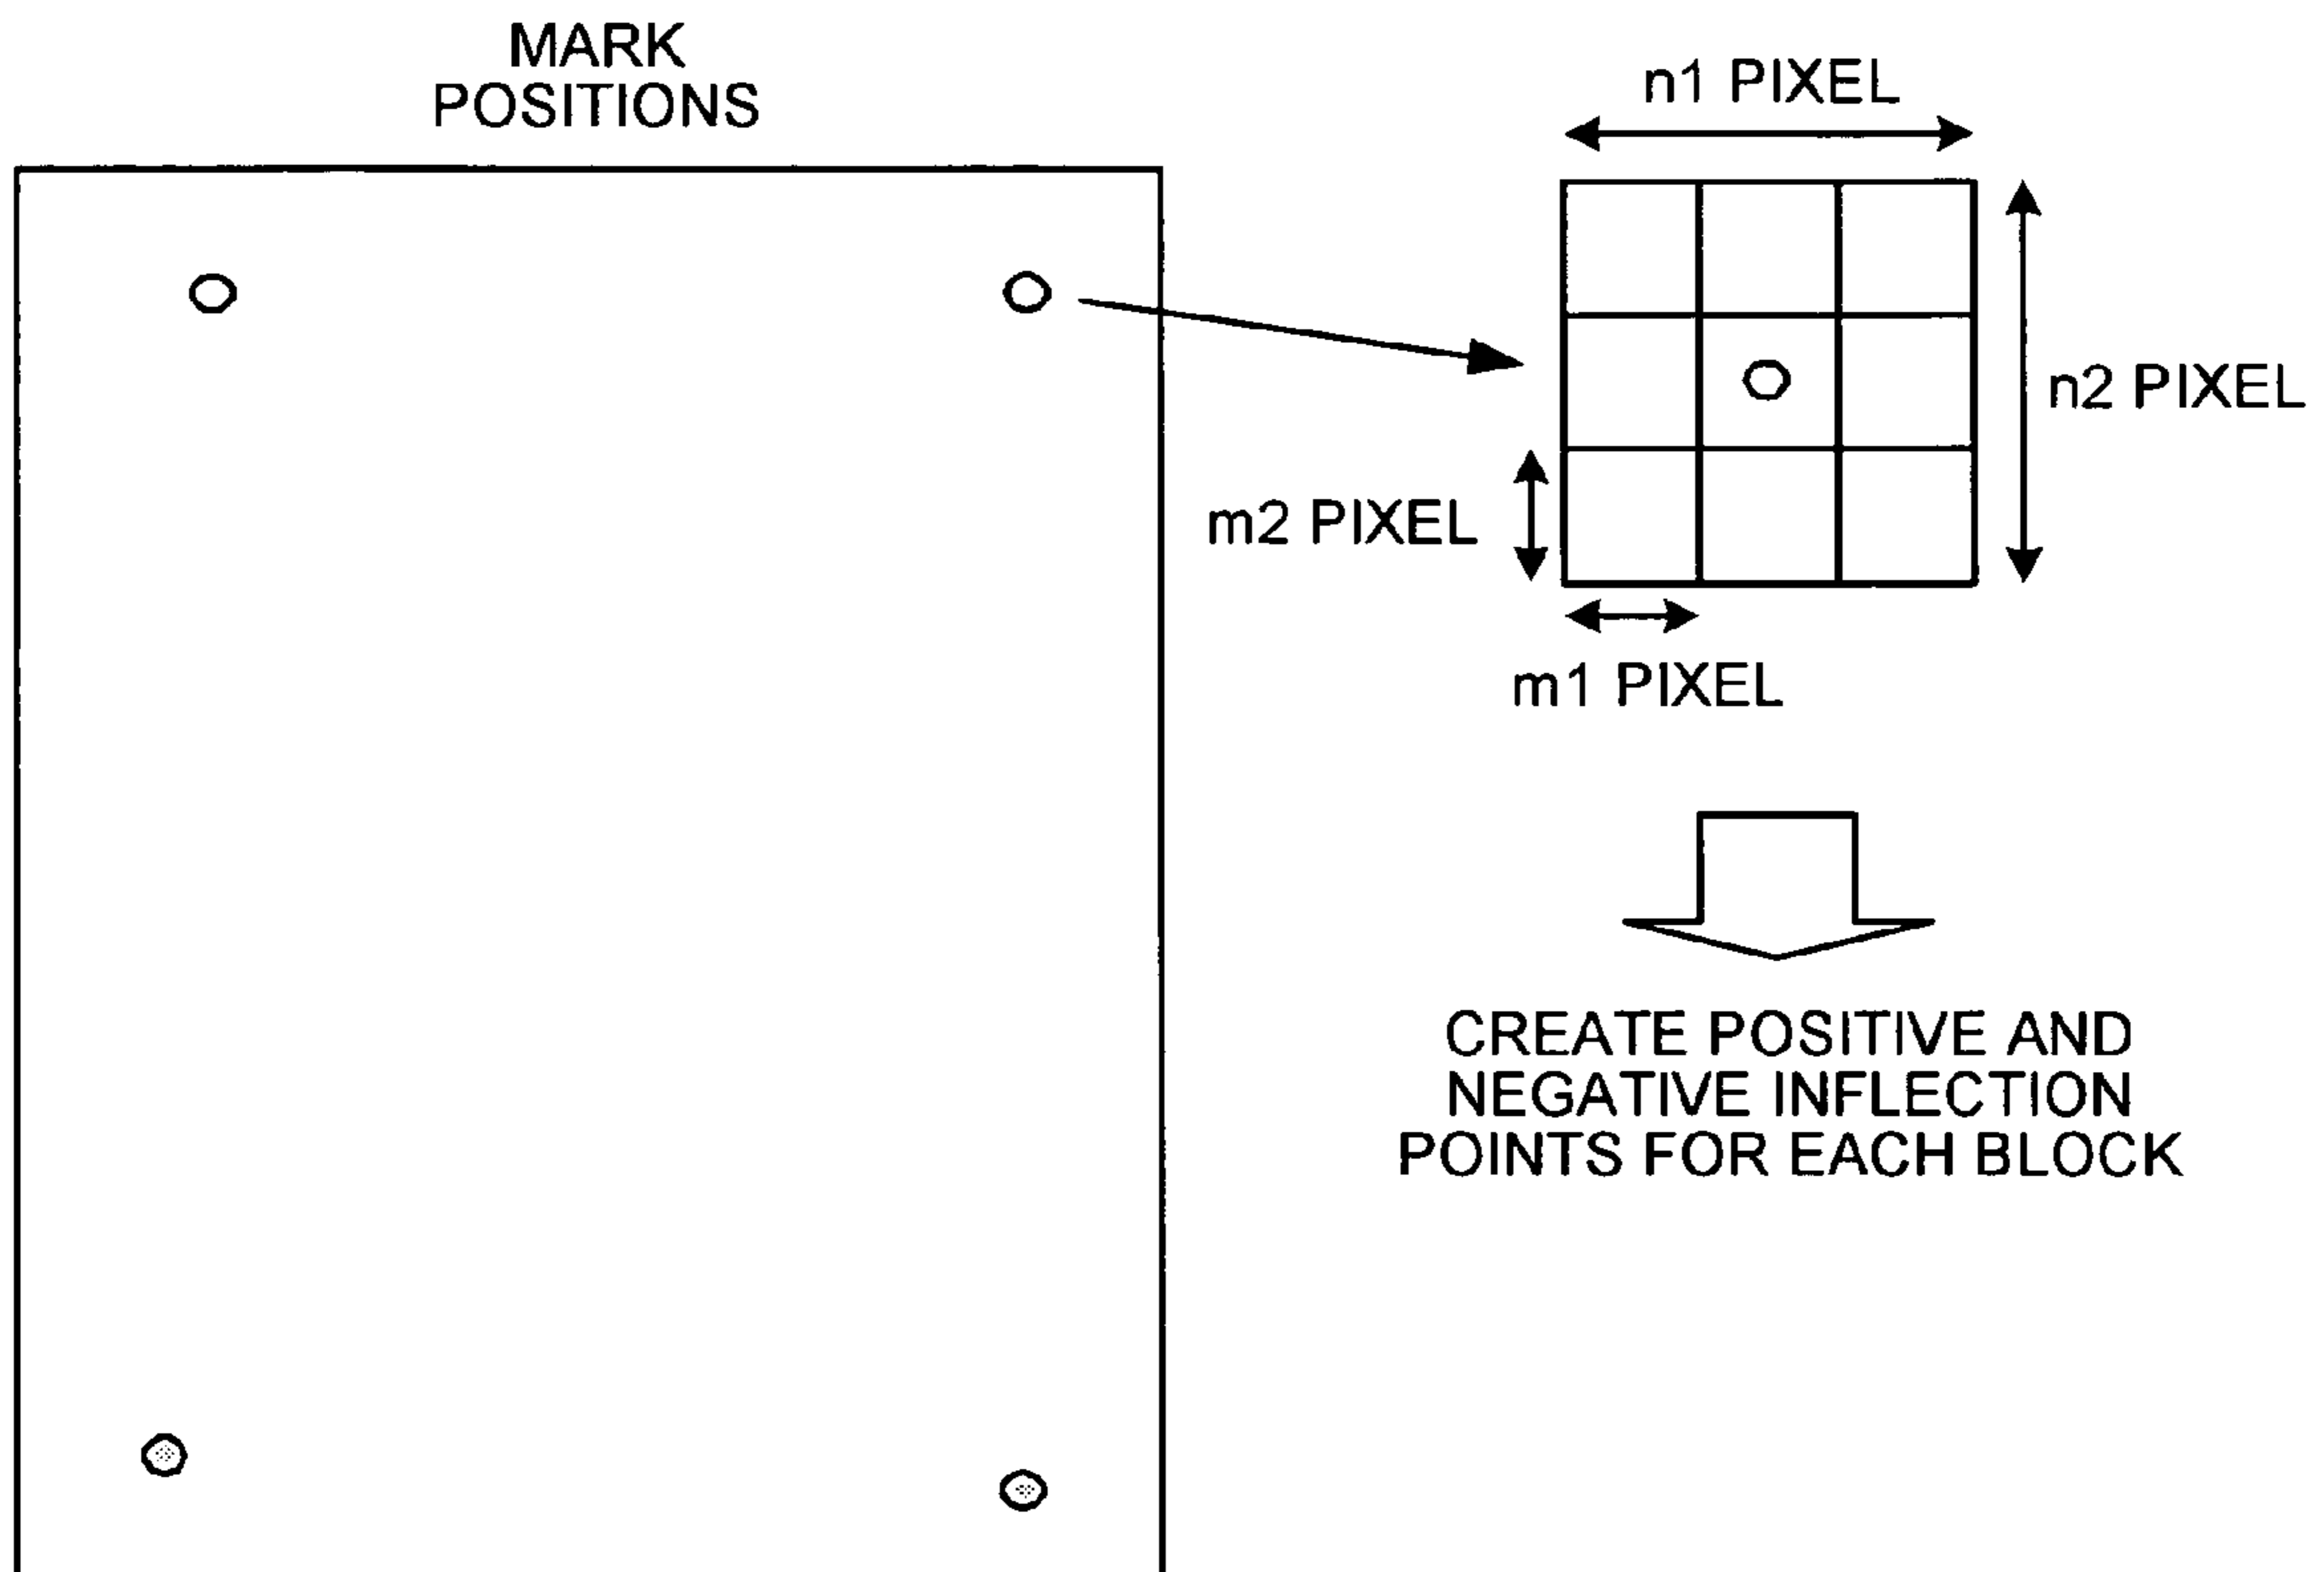 MARK
POSITIONS
n1 PIXEL
n2 PIXEL
m2 PIXEL
m1 PIXEL
CREATE POSITIVE AND
NEGATIVE INFLECTION
POINTS FOR EACH BLOCK